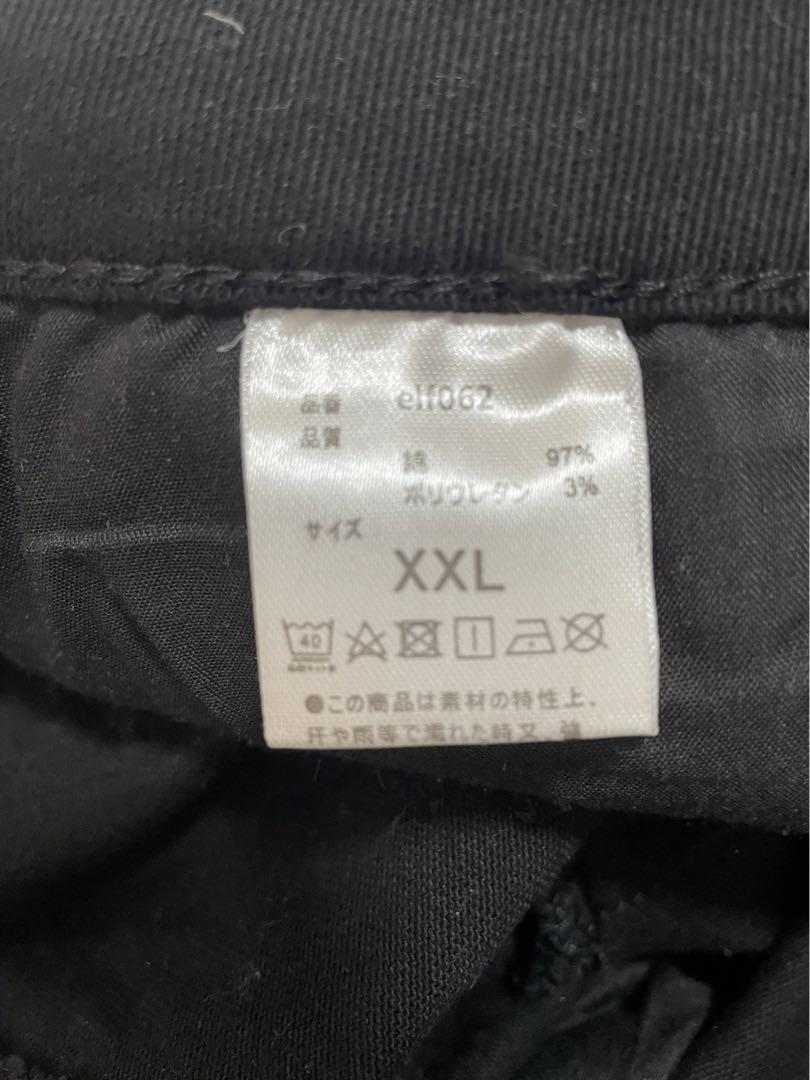 品番 elf062
品質
綿 97%
ポリウレタン 3%
サイズ
XXL
40
●この商品は素材の特性上、
汗や雨等で濡れた時又、強